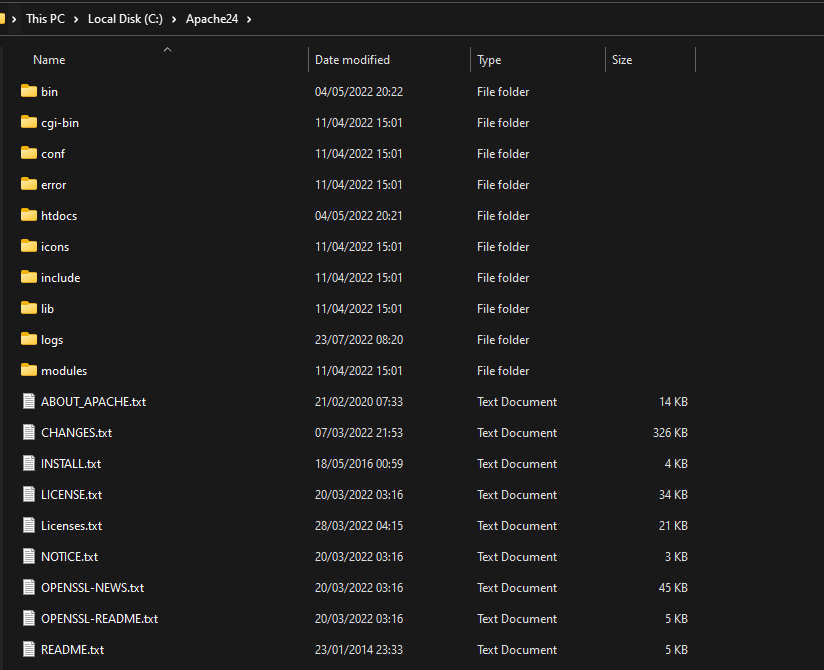 This PC > Local Disk (C:) > Apache24 >
Name Date modified Type Size
bin 04/05/2022 20:22 File folder
cgi-bin 11/04/2022 15:01 File folder
conf 11/04/2022 15:01 File folder
error 11/04/2022 15:01 File folder
htdocs 04/05/2022 20:21 File folder
icons 11/04/2022 15:01 File folder
include 11/04/2022 15:01 File folder
lib 11/04/2022 15:01 File folder
logs 23/07/2022 08:20 File folder
modules 11/04/2022 15:01 File folder
ABOUT_APACHE.txt 21/02/2020 07:33 Text Document 14 KB
CHANGES.txt 07/03/2022 21:53 Text Document 326 KB
INSTALL.txt 18/05/2016 00:59 Text Document 4 KB
LICENSE.txt 20/03/2022 03:16 Text Document 34 KB
Licenses.txt 28/03/2022 04:15 Text Document 21 KB
NOTICE.txt 20/03/2022 03:16 Text Document 3 KB
OPENSSL-NEWS.txt 20/03/2022 03:16 Text Document 45 KB
OPENSSL-README.txt 20/03/2022 03:16 Text Document 5 KB
README.txt 23/01/2014 23:33 Text Document 5 KB